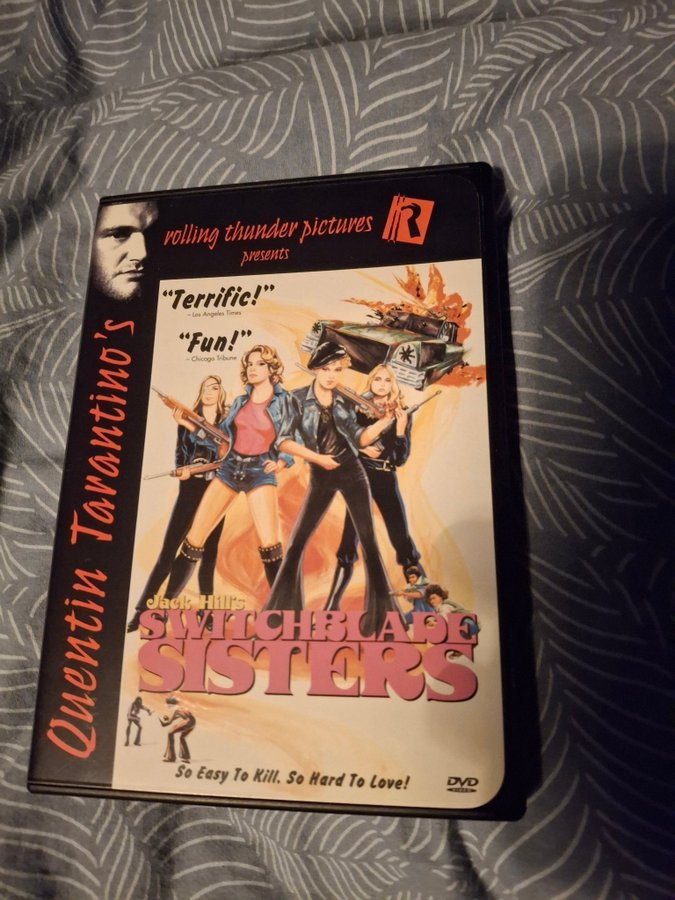 rolling thunder pictures
presents
R
Quentin Tarantino's
"Terrific!"
– Los Angeles Times
"Fun!"
– Chicago Tribune
Jack Hill's
SWITCHBLADE
SISTERS
So Easy To Kill. So Hard To Love!
DVD
VIDEO